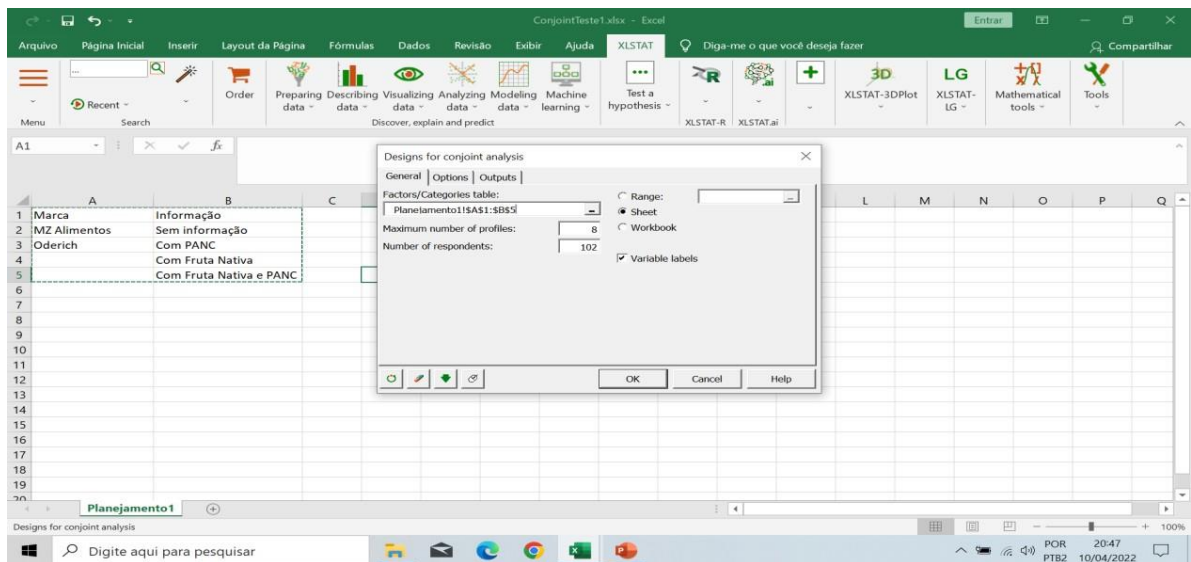 ConjointTeste1.xlsx - Excel
Entrar
Arquivo Página Inicial Inserir Layout da Página Fórmulas Dados Revisão Exibir Ajuda XLSTAT Diga-me o que você deseja fazer Compartilhar
Menu
Recent
Search
Order
Preparing data
Describing data
Visualizing data
Analyzing data
Modeling data
Machine learning
Discover, explain and predict
Test a hypothesis
R
XLSTAT-R
.ai
XLSTAT.ai
3D
XLSTAT-3DPlot
LG
XLSTAT-LG
Mathematical tools
Tools
A1
fx
Designs for conjoint analysis
General Options Outputs
Factors/Categories table:
Planejamento1!$A$1:$B$5
Maximum number of profiles: 8
Number of respondents: 102
Range:
Sheet
Workbook
Variable labels
OK Cancel Help
A B C L M N O P Q
1 Marca Informação
2 MZ Alimentos Sem informação
3 Oderich Com PANC
4 Com Fruta Nativa
5 Com Fruta Nativa e PANC
6
7
8
9
10
11
12
13
14
15
16
17
18
19
20
Planejamento1
Designs for conjoint analysis
100%
Digite aqui para pesquisar
POR
PTB2
20:47
10/04/2022